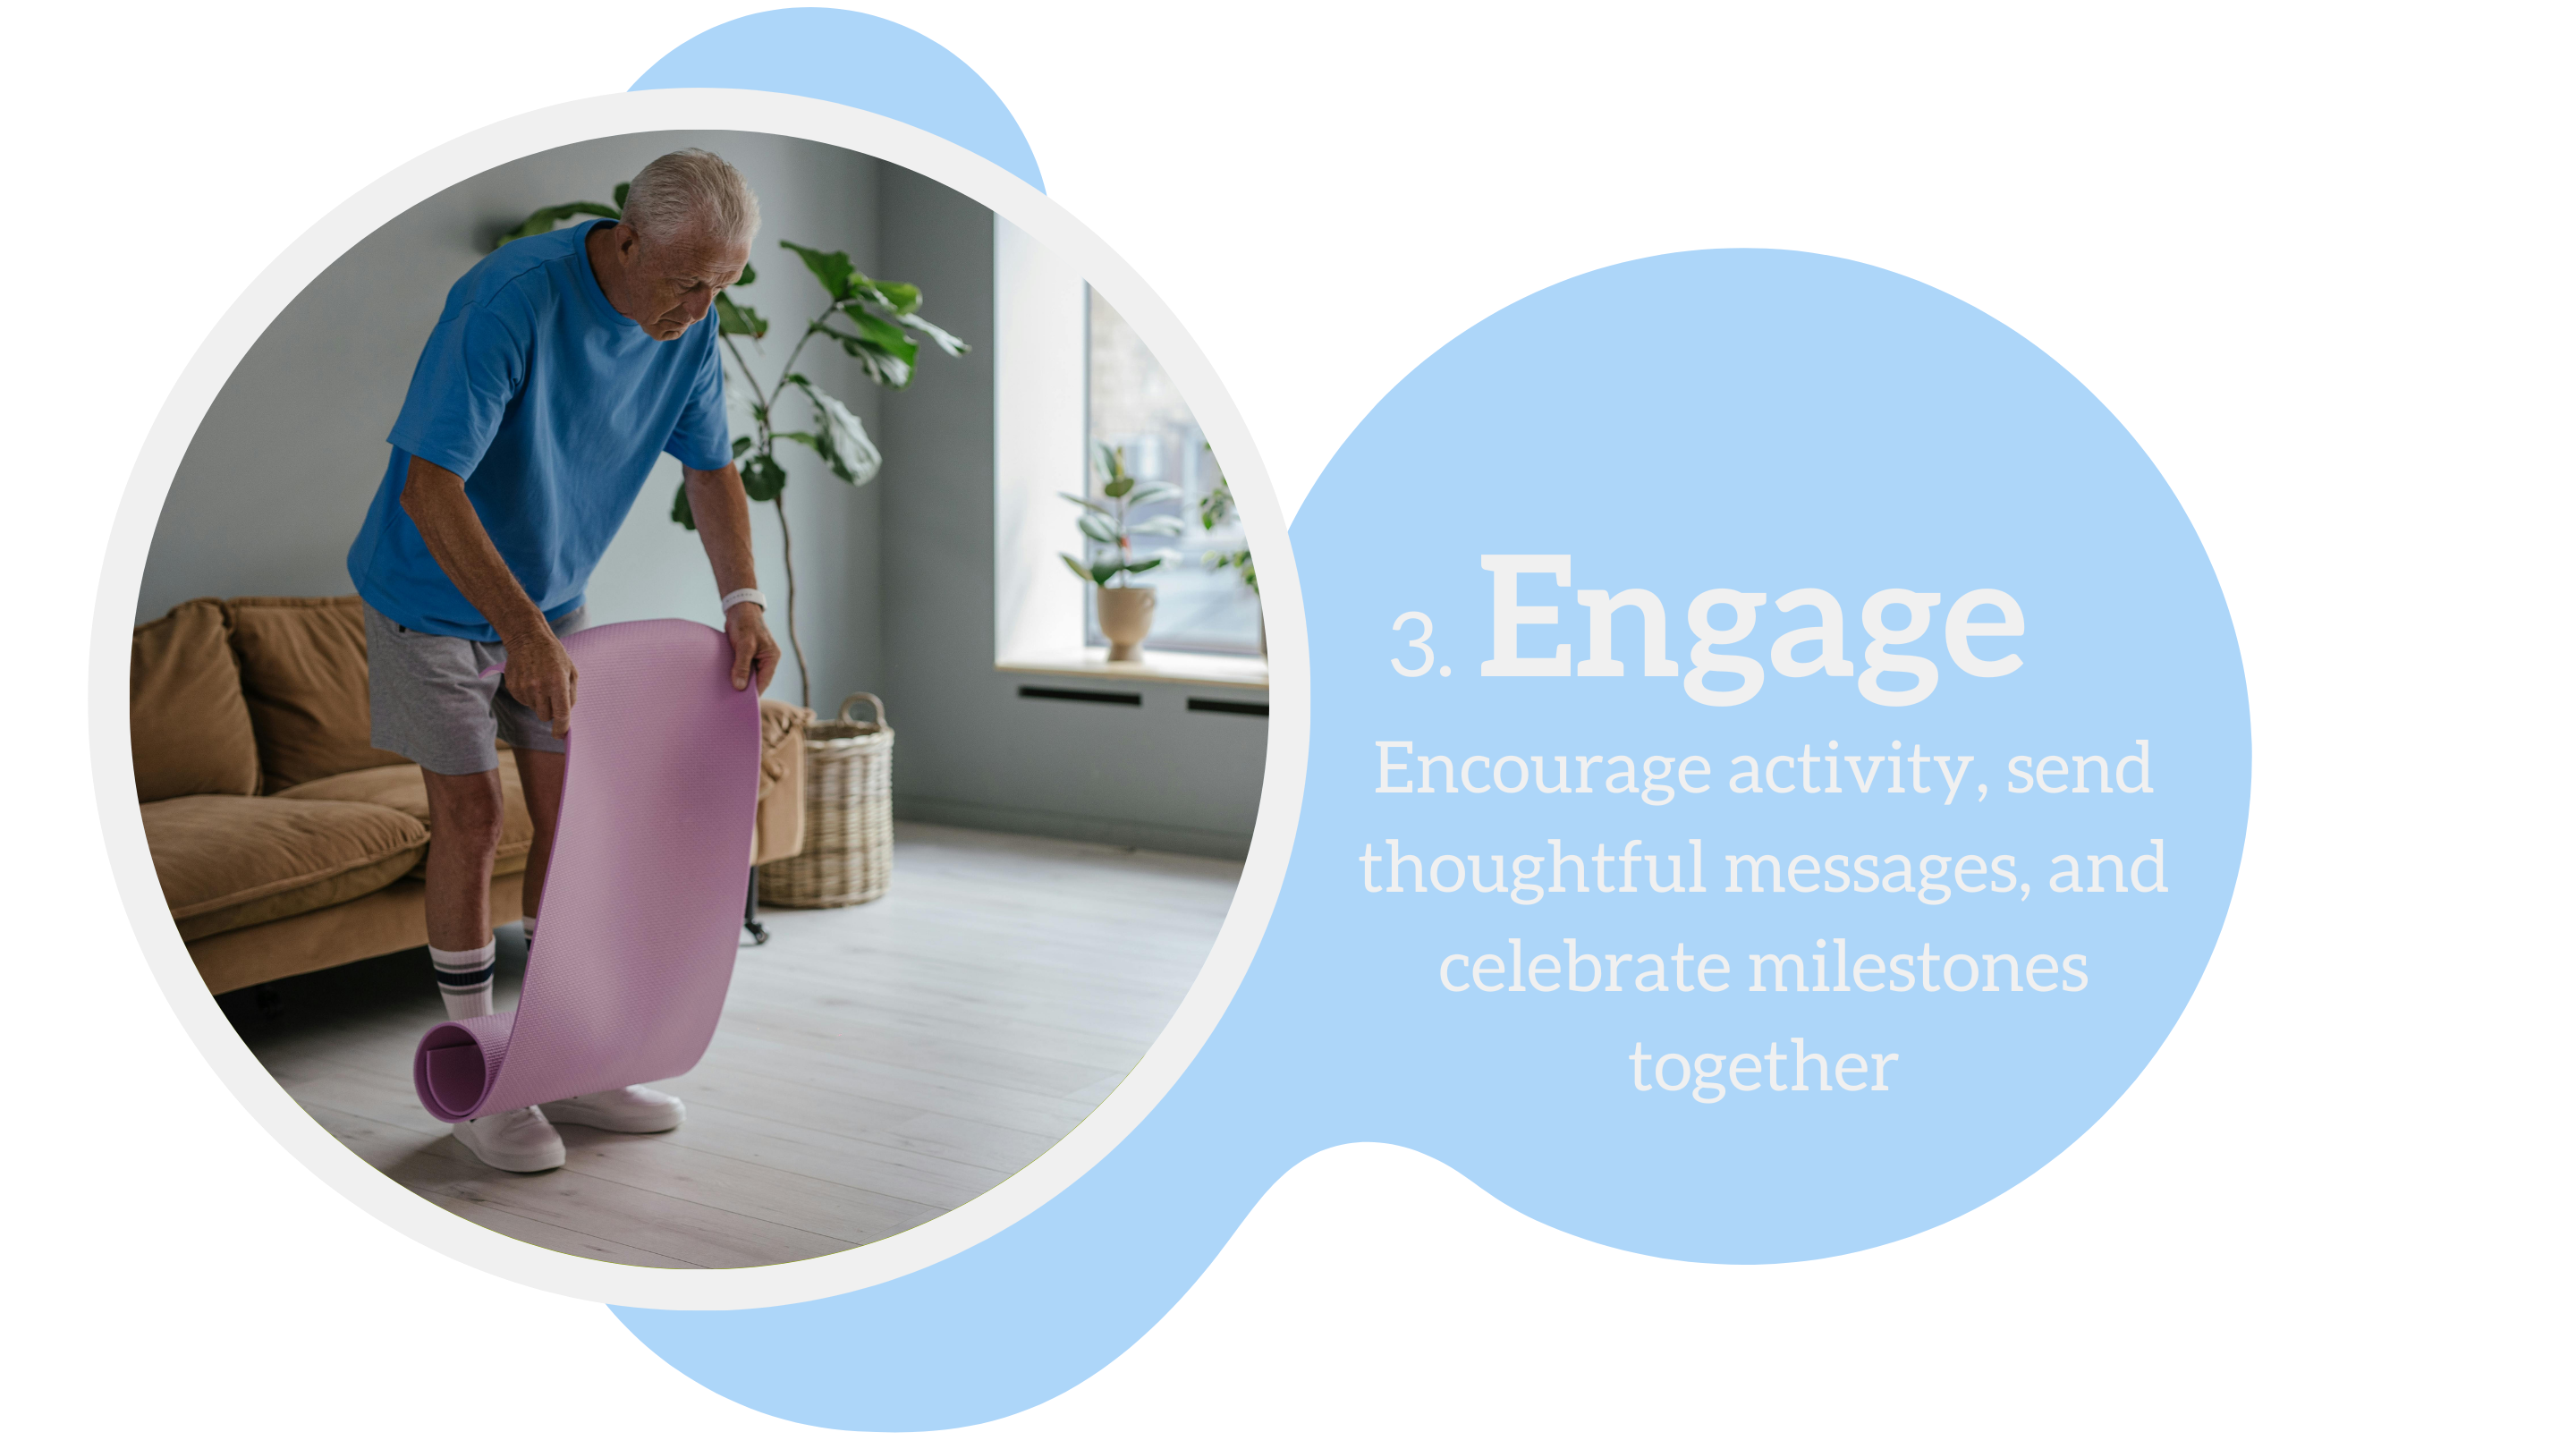 3. Engage
Encourage activity, send
thoughtful messages, and
celebrate milestones
together